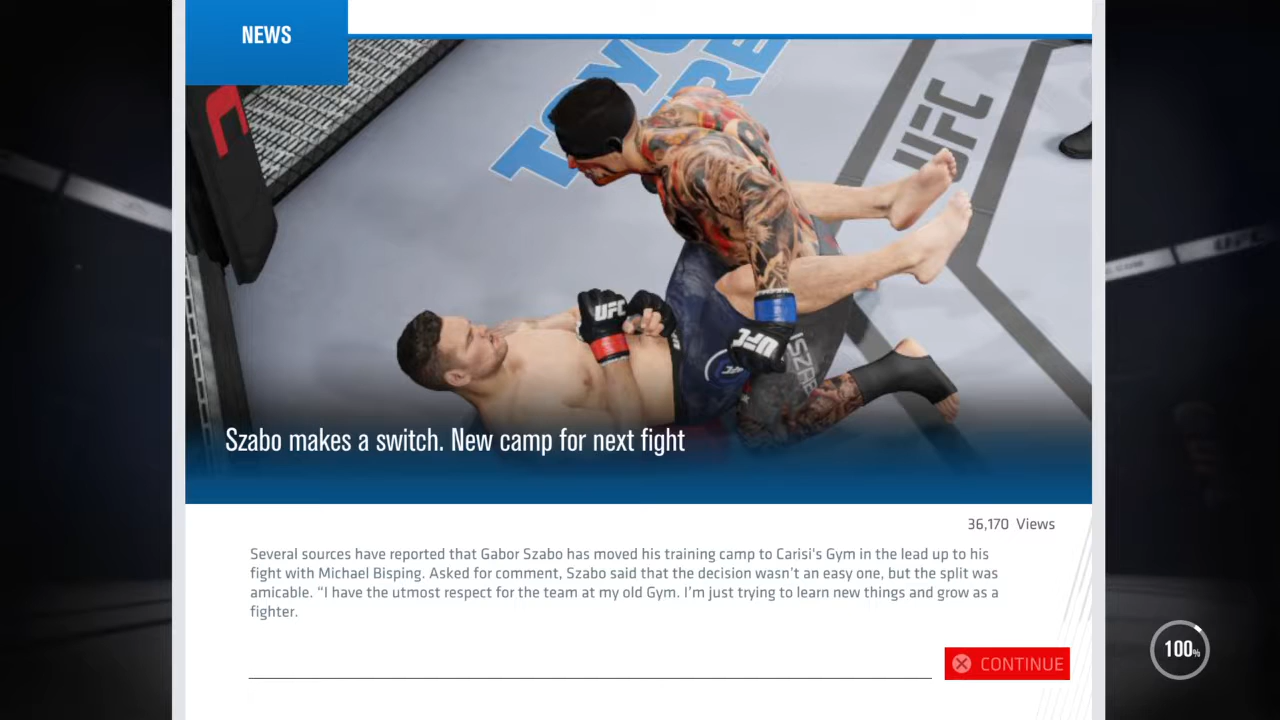 NEWS
TOYO
TIRE
UFC
UFC
UFC
Szabo makes a switch. New camp for next fight
36,170 Views
Several sources have reported that Gabor Szabo has moved his training camp to Carisi's Gym in the lead up to his
fight with Michael Bisping. Asked for comment, Szabo said that the decision wasn't an easy one, but the split was
amicable. "I have the utmost respect for the team at my old Gym. I'm just trying to learn new things and grow as a
fighter.
CONTINUE
100%